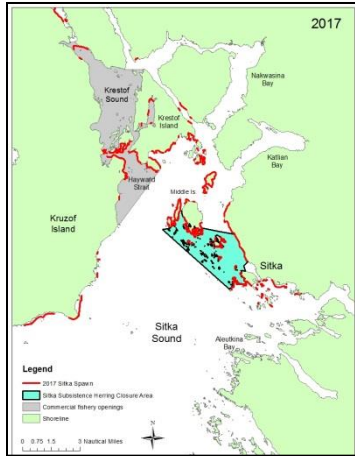 2017
Krestof
Sound
Nakwasina
Bay
Krestof
Island
Katlian
Bay
Hayward
Strait
Middle Is.
Kruzof
Island
Sitka
Sitka
Sound
Aleutkina
Bay
Legend
2017 Sitka Spawn
Sitka Subsistence Herring Closure Area
Commercial fishery openings
Shoreline
0 0.75 1.5 3 Nautical Miles
N